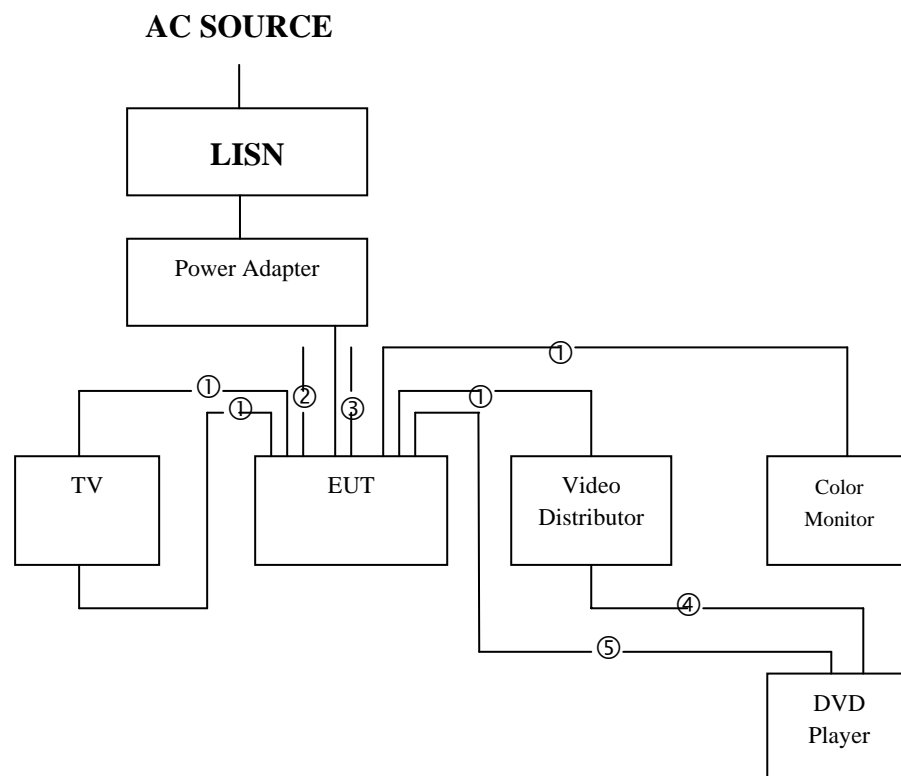 AC SOURCE
LISN
Power Adapter
①
①
①
②
①
③
TV
EUT
Video
Distributor
Color
Monitor
④
⑤
DVD
Player